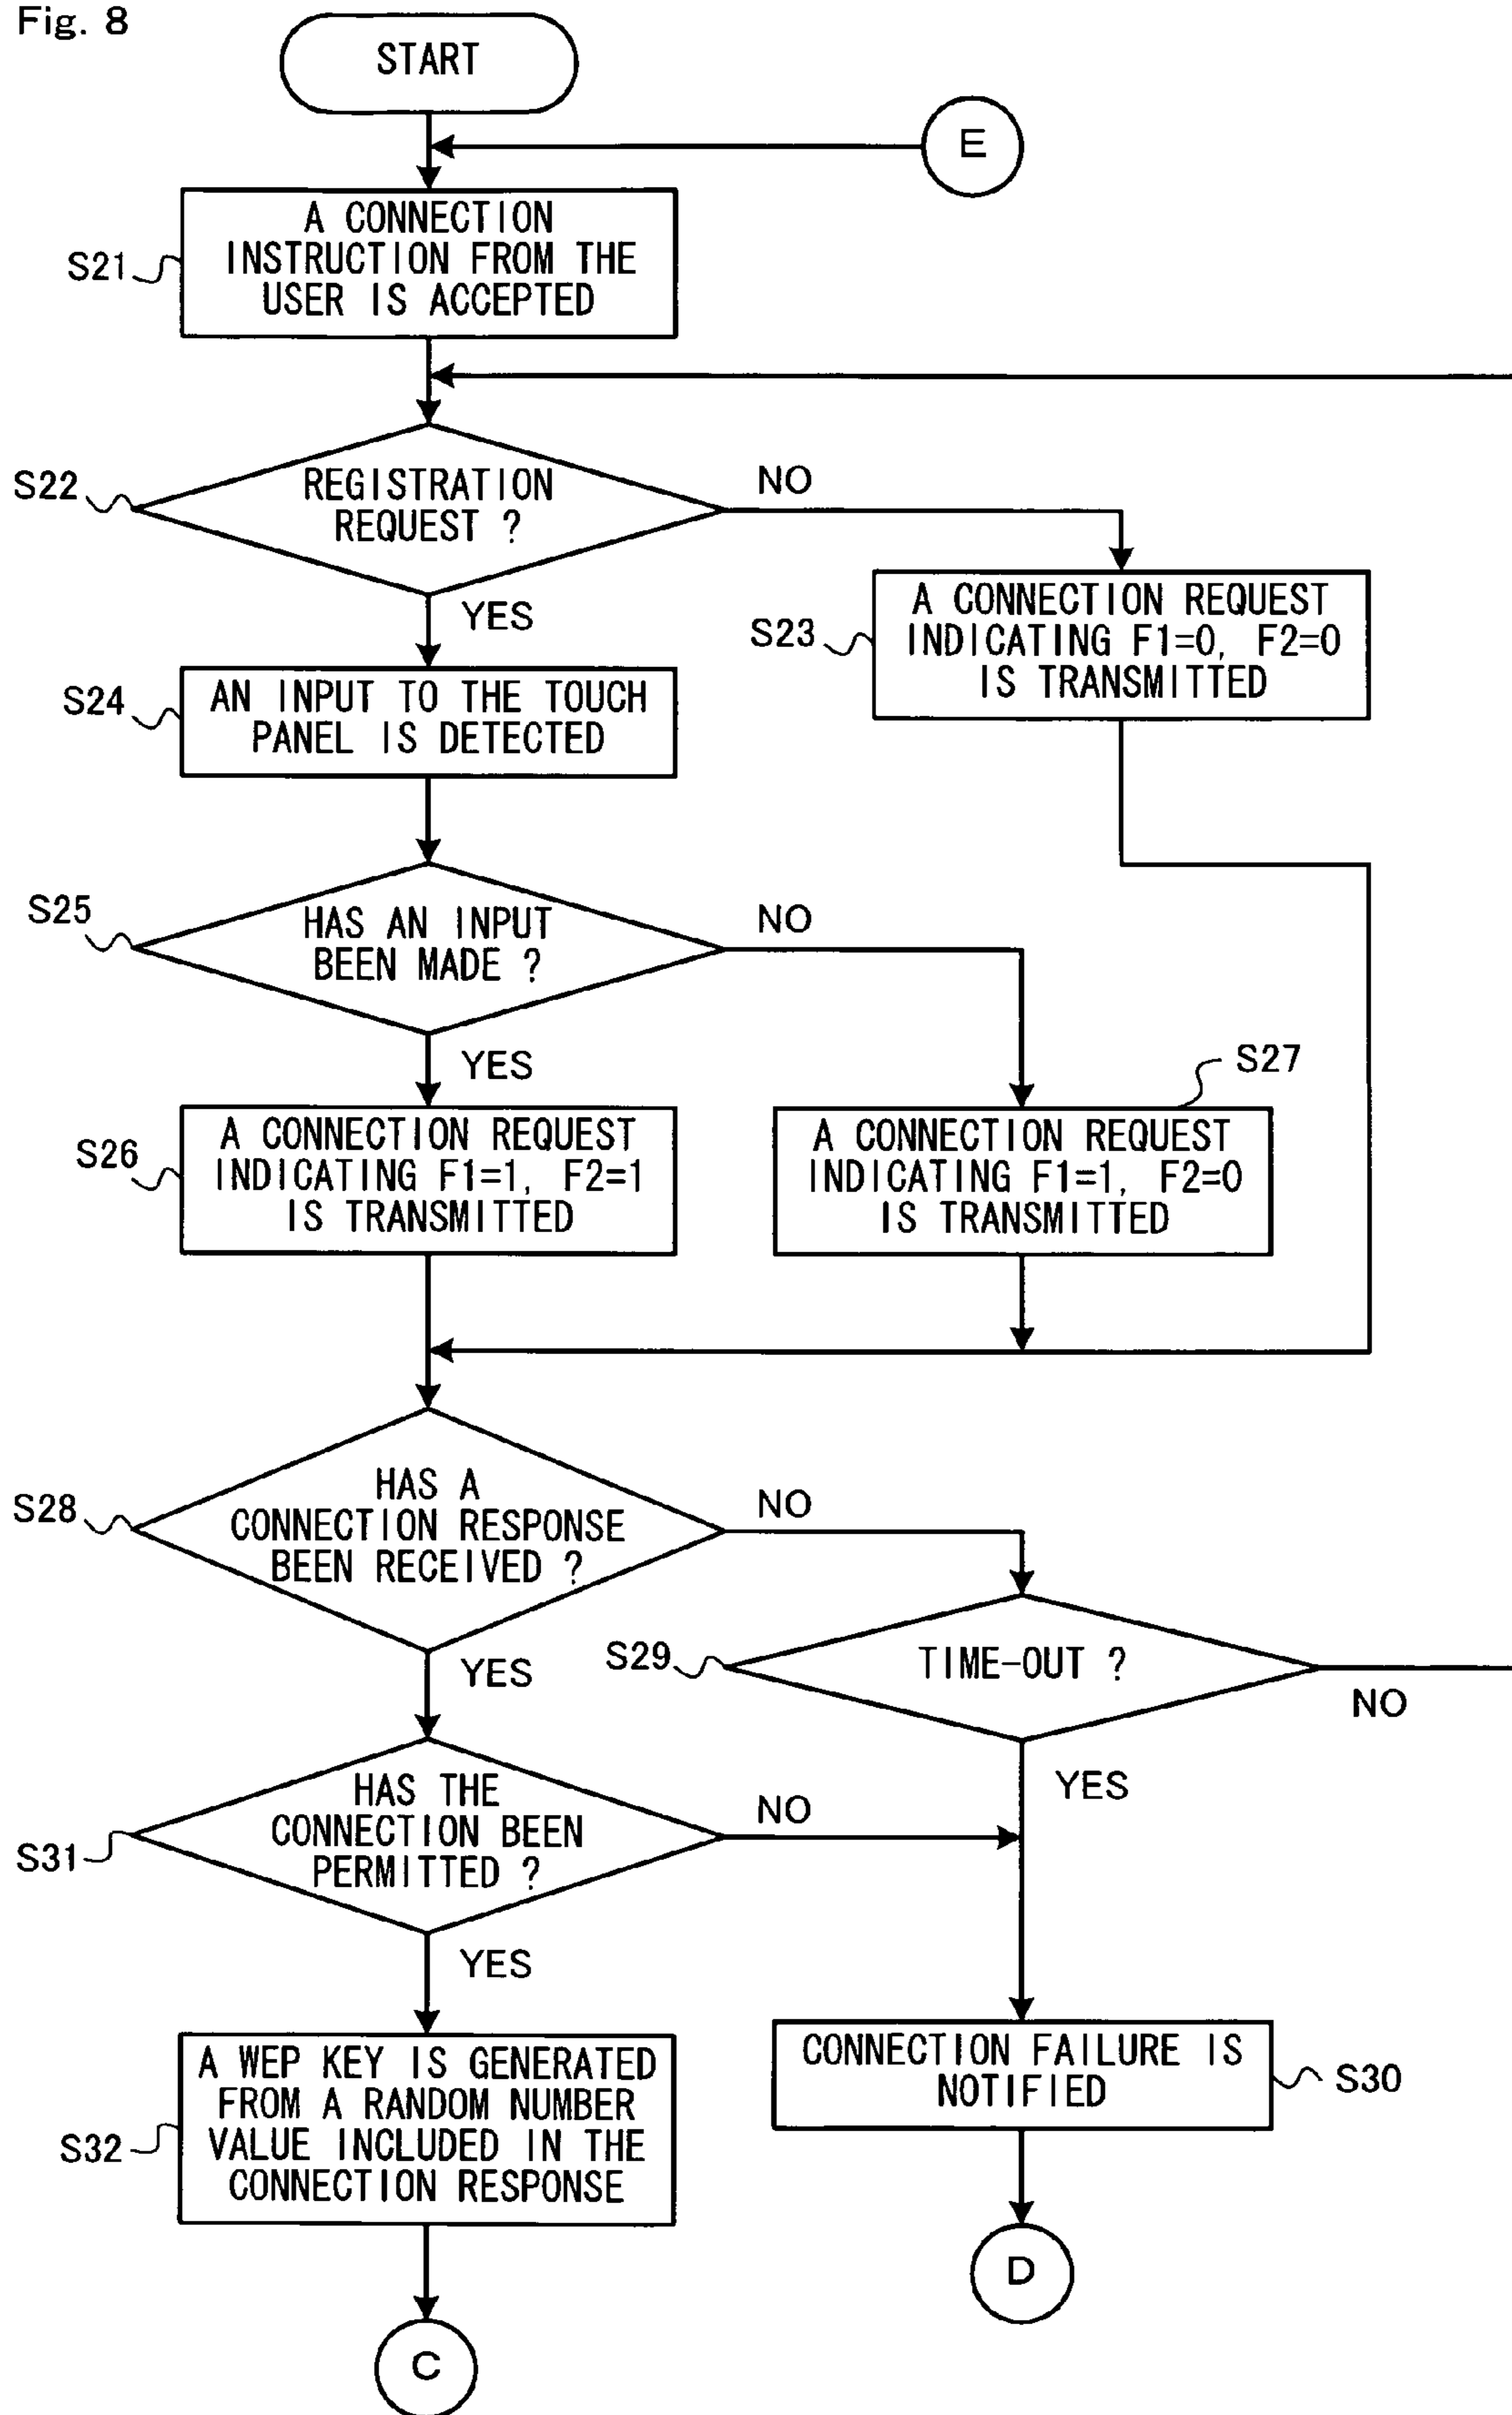 Fig. 8
START
E
S21
A CONNECTION
INSTRUCTION FROM THE
USER IS ACCEPTED
S22
REGISTRATION
REQUEST ?
NO
YES
S23
A CONNECTION REQUEST
INDICATING F1=0, F2=0
IS TRANSMITTED
S24
AN INPUT TO THE TOUCH
PANEL IS DETECTED
S25
HAS AN INPUT
BEEN MADE ?
NO
YES
S26
A CONNECTION REQUEST
INDICATING F1=1, F2=1
IS TRANSMITTED
S27
A CONNECTION REQUEST
INDICATING F1=1, F2=0
IS TRANSMITTED
S28
HAS A
CONNECTION RESPONSE
BEEN RECEIVED ?
NO
YES
S29
TIME-OUT ?
NO
YES
S31
HAS THE
CONNECTION BEEN
PERMITTED ?
NO
YES
S32
A WEP KEY IS GENERATED
FROM A RANDOM NUMBER
VALUE INCLUDED IN THE
CONNECTION RESPONSE
CONNECTION FAILURE IS
NOTIFIED
S30
D
C